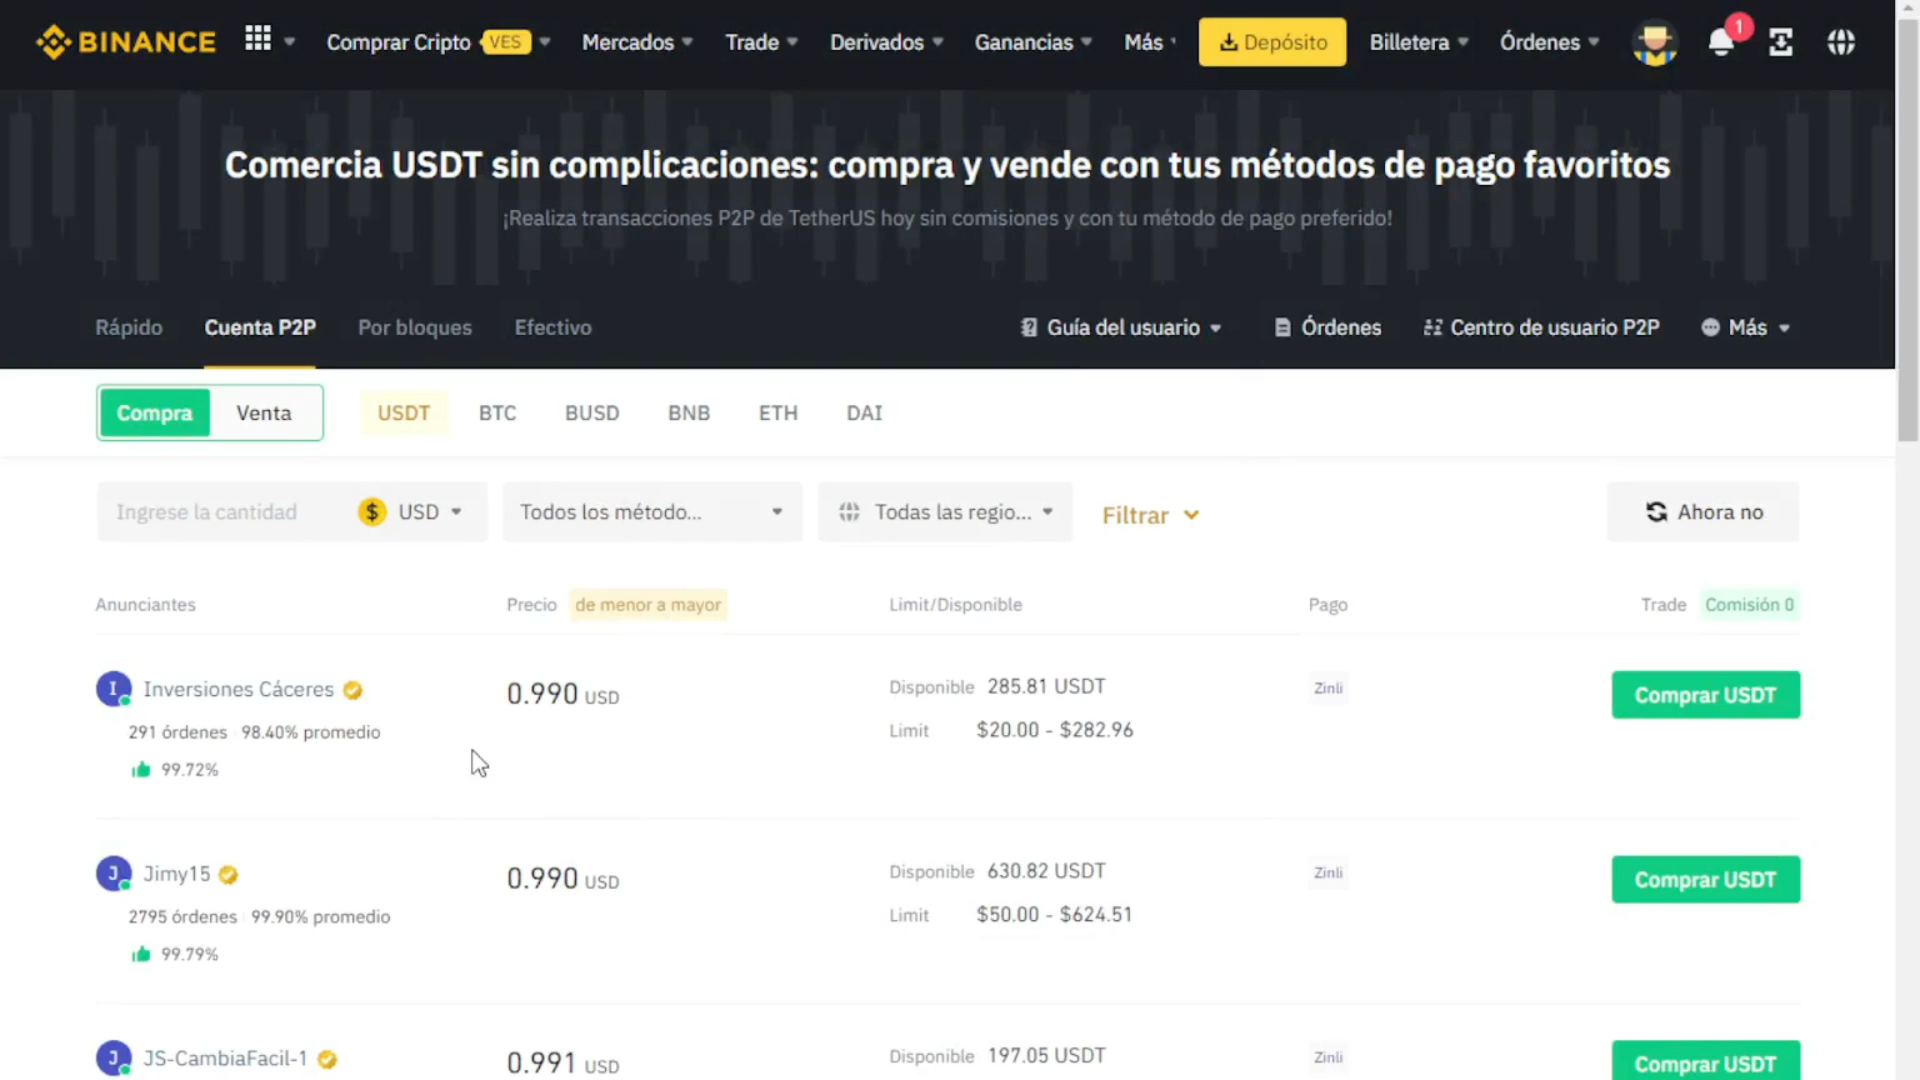 BINANCE Comprar Cripto VES Mercados Trade Derivados Ganancias Más Depósito Billetera Órdenes 1
Comercia USDT sin complicaciones: compra y vende con tus métodos de pago favoritos
¡Realiza transacciones P2P de TetherUS hoy sin comisiones y con tu método de pago preferido!
Rápido Cuenta P2P Por bloques Efectivo Guía del usuario Órdenes Centro de usuario P2P Más
Compra Venta USDT BTC BUSD BNB ETH DAI
Ingrese la cantidad $ USD Todos los método... Todas las regio... Filtrar Ahora no
Anunciantes Precio de menor a mayor Limit/Disponible Pago Trade Comisión 0
I Inversiones Cáceres 0.990 USD Disponible 285.81 USDT Zinli Comprar USDT
291 órdenes 98.40% promedio Limit $20.00 - $282.96
99.72%
J Jimy15 0.990 USD Disponible 630.82 USDT Zinli Comprar USDT
2795 órdenes 99.90% promedio Limit $50.00 - $624.51
99.79%
J JS-CambiaFacil-1 0.991 USD Disponible 197.05 USDT Zinli Comprar USDT